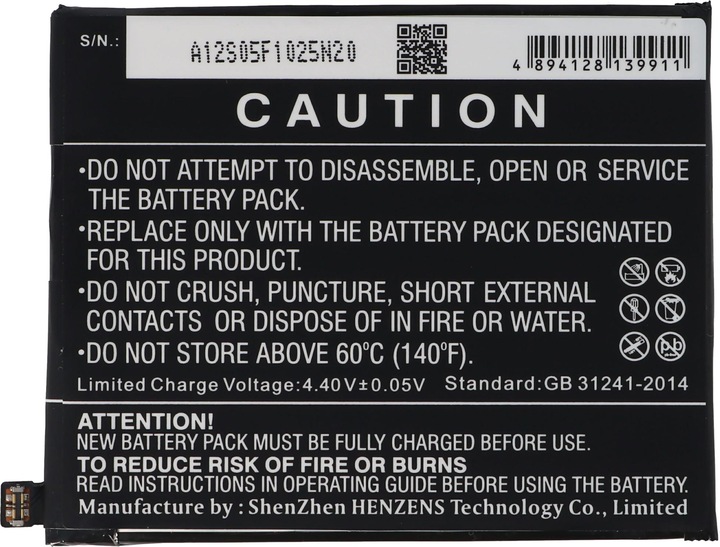 S/N.:
A12S05F1025N20
4 894128 139911
CAUTION
·DO NOT ATTEMPT TO DISASSEMBLE, OPEN OR SERVICE
THE BATTERY PACK.
·REPLACE ONLY WITH THE BATTERY PACK DESIGNATED
FOR THIS PRODUCT.
·DO NOT CRUSH, PUNCTURE, SHORT EXTERNAL
CONTACTS OR DISPOSE OF IN FIRE OR WATER.
·DO NOT STORE ABOVE 60°C (140°F).
Pb
Limited Charge Voltage:4.40V±0.05V Standard:GB 31241-2014
ATTENTION!
NEW BATTERY PACK MUST BE FULLY CHARGED BEFORE USE.
TO REDUCE RISK OF FIRE OR BURNS
READ INSTRUCTIONS IN OPERATING GUIDE BEFORE USING THE BATTERY.
Manufacture by : ShenZhen HENZENS Technology Co., Limited